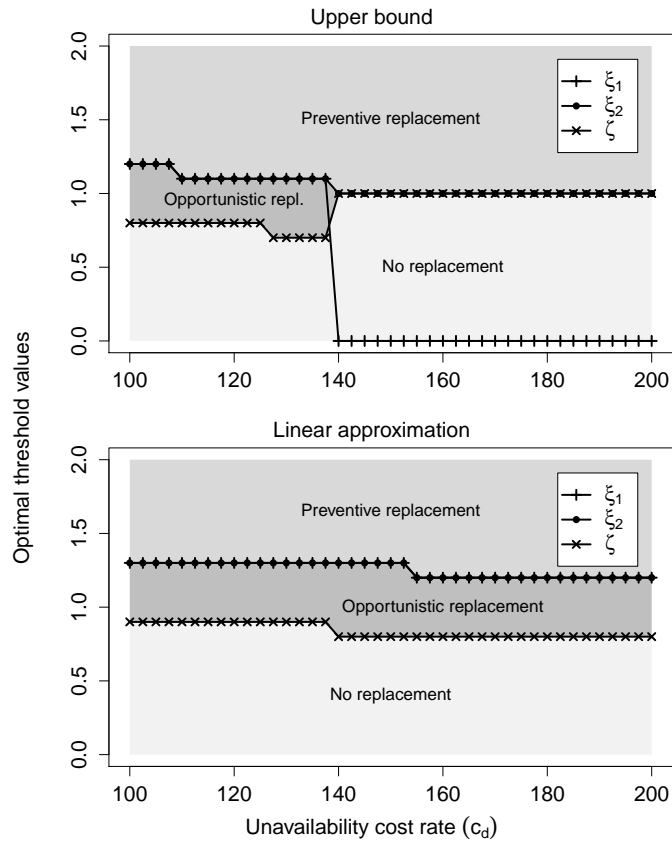 Upper bound
2.0
1.5
1.0
0.5
0.0
ξ1
ξ2
ζ
Preventive replacement
Opportunistic repl.
No replacement
100 120 140 160 180 200
Optimal threshold values
Linear approximation
2.0
1.5
1.0
0.5
0.0
ξ1
ξ2
ζ
Preventive replacement
Opportunistic replacement
No replacement
100 120 140 160 180 200
Unavailability cost rate (cd)